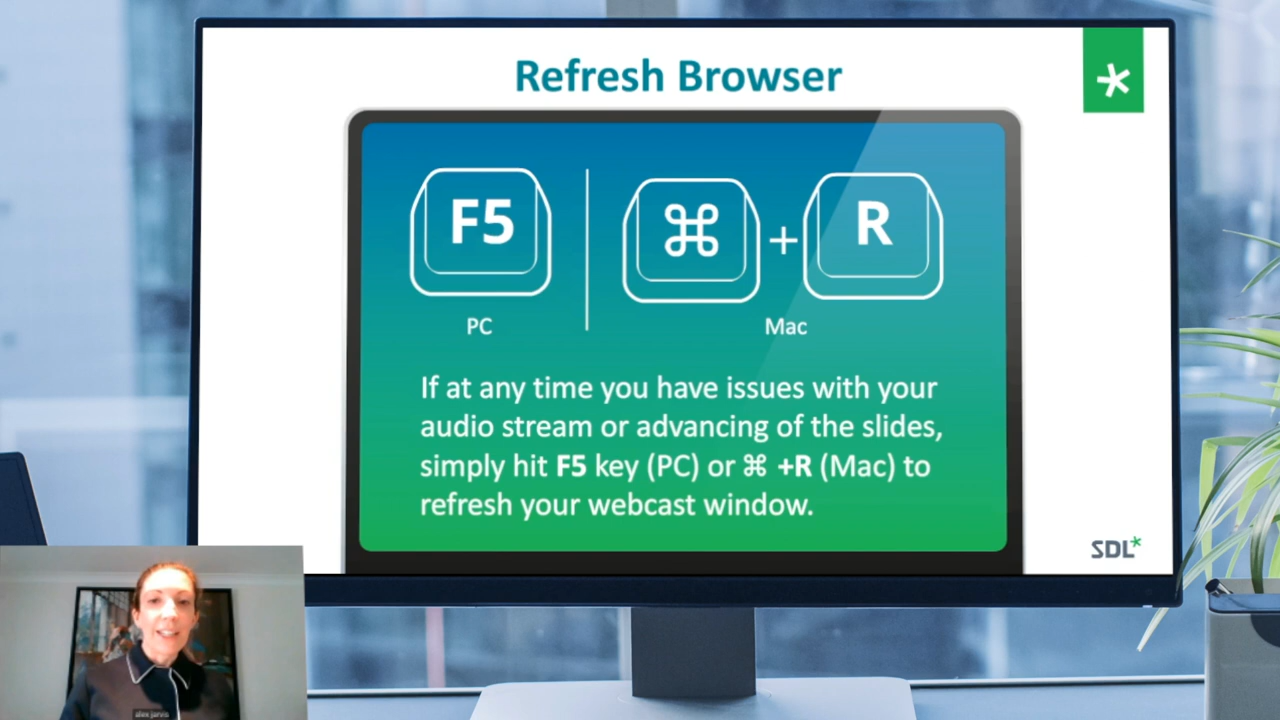 Refresh Browser
F5
⌘ + R
PC
Mac
If at any time you have issues with your
audio stream or advancing of the slides,
simply hit F5 key (PC) or ⌘ +R (Mac) to
refresh your webcast window.
SDL*